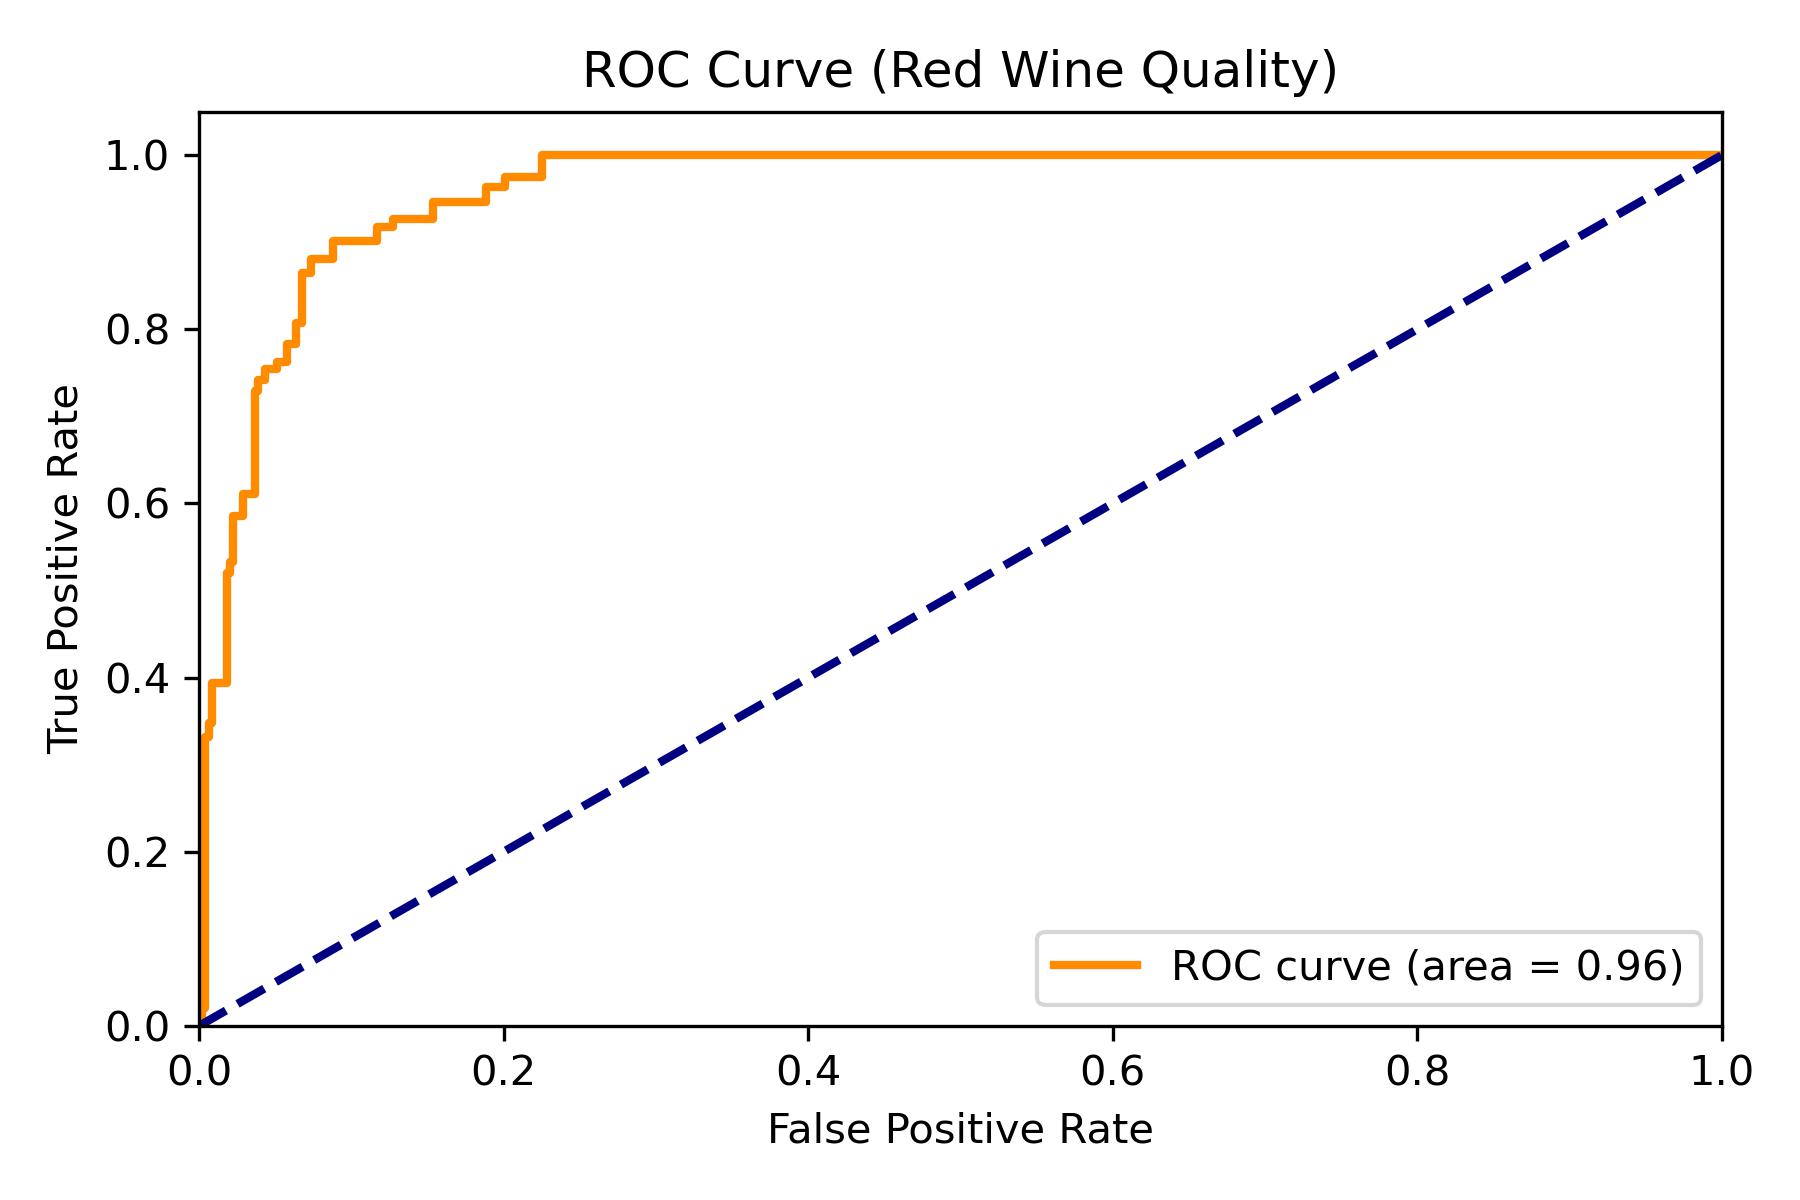 ROC Curve (Red Wine Quality)
True Positive Rate
1.0
0.8
0.6
0.4
0.2
0.0
0.0 0.2 0.4 0.6 0.8 1.0
False Positive Rate
ROC curve (area = 0.96)